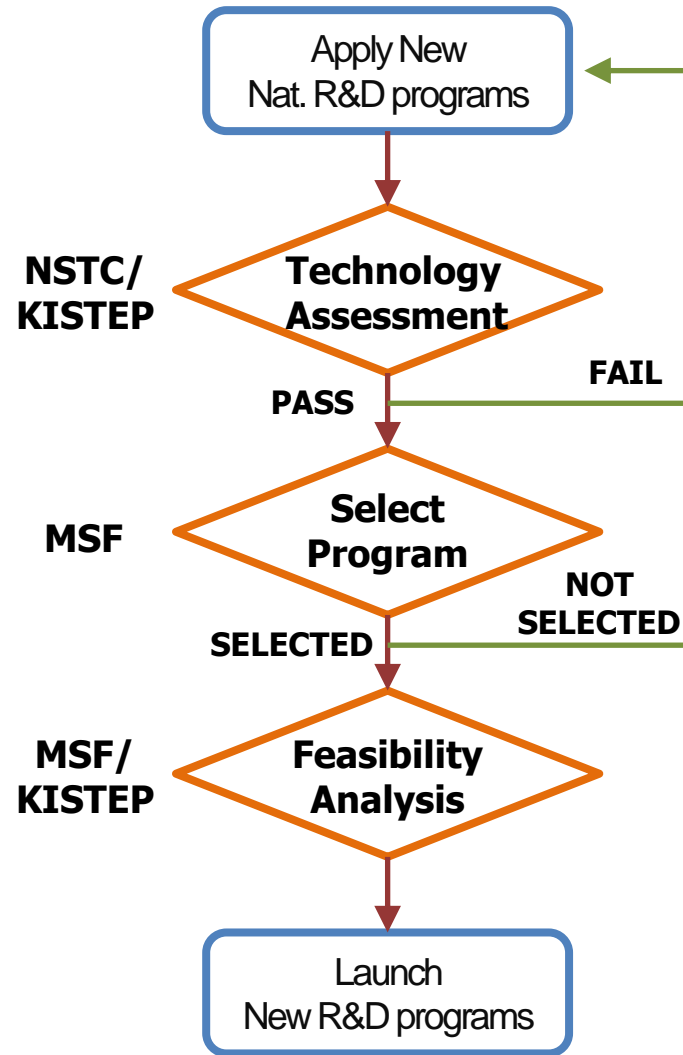 Apply New
Nat. R&D programs
NSTC/
KISTEP
Technology
Assessment
PASS
FAIL
MSF
Select
Program
SELECTED
NOT
SELECTED
MSF/
KISTEP
Feasibility
Analysis
Launch
New R&D programs